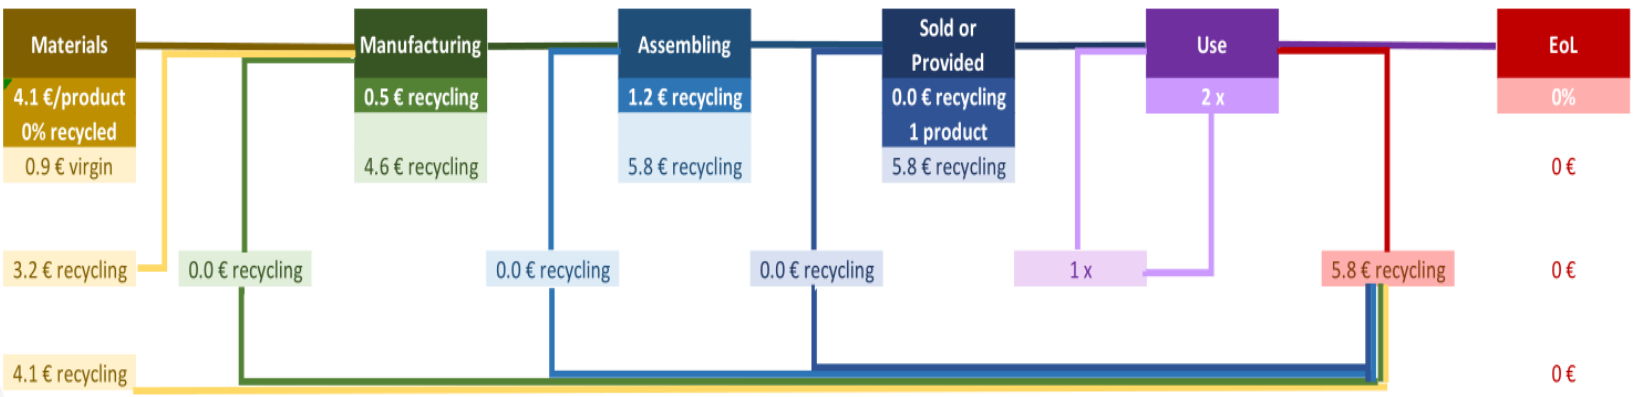 Materials
Manufacturing
Assembling
Sold or
Provided
Use
EoL
4.1 €/product
0% recycled
0.5 € recycling
1.2 € recycling
0.0 € recycling
1 product
2 x
0%
0.9 € virgin
4.6 € recycling
5.8 € recycling
5.8 € recycling
0 €
3.2 € recycling
0.0 € recycling
0.0 € recycling
0.0 € recycling
1 x
5.8 € recycling
0 €
4.1 € recycling
0 €